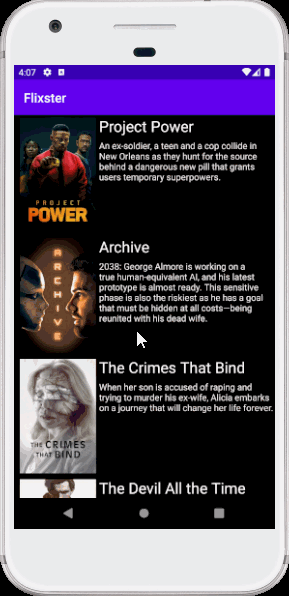 4:07
Flixster
Project Power
An ex-soldier, a teen and a cop collide in
New Orleans as they hunt for the source
behind a dangerous new pill that grants
users temporary superpowers.
PROJECT
POWER
Archive
2038: George Almore is working on a
true human-equivalent AI, and his latest
prototype is almost ready. This sensitive
phase is also the riskiest as he has a goal
that must be hidden at all costs—being
reunited with his dead wife.
ARCHIVE
The Crimes That Bind
When her son is accused of raping and
trying to murder his ex-wife, Alicia embarks
on a journey that will change her life forever.
THE CRIMES
THAT BIND
The Devil All the Time